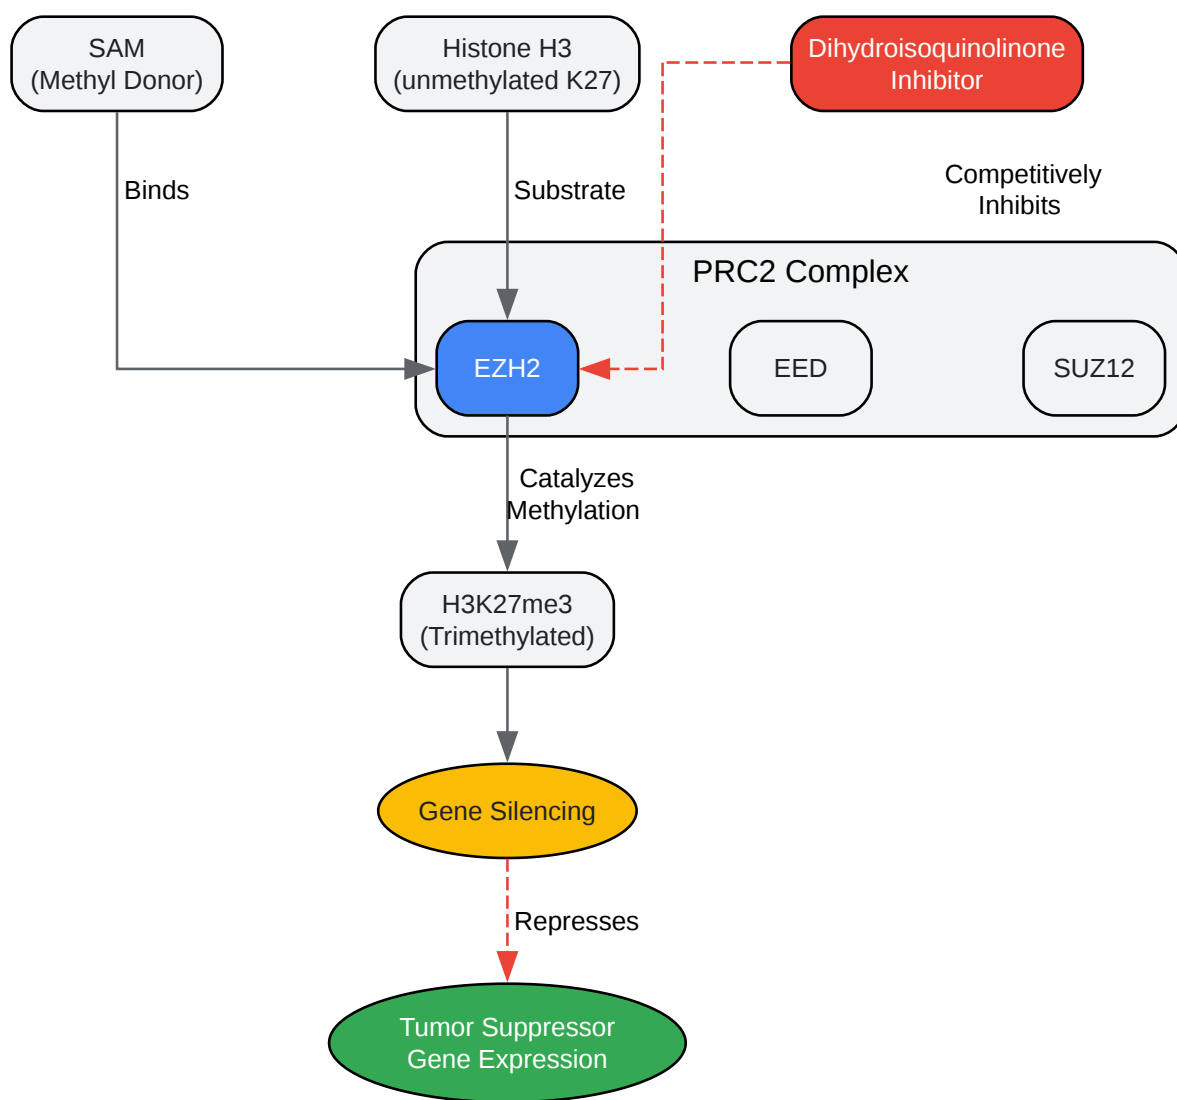 SAM
(Methyl Donor)
Histone H3
(unmethylated K27)
Dihydroisoquinolinone
Inhibitor
Binds
Substrate
Competitively
Inhibits
PRC2 Complex
EZH2
EED
SUZ12
Catalyzes
Methylation
H3K27me3
(Trimethylated)
Gene Silencing
Represses
Tumor Suppressor
Gene Expression